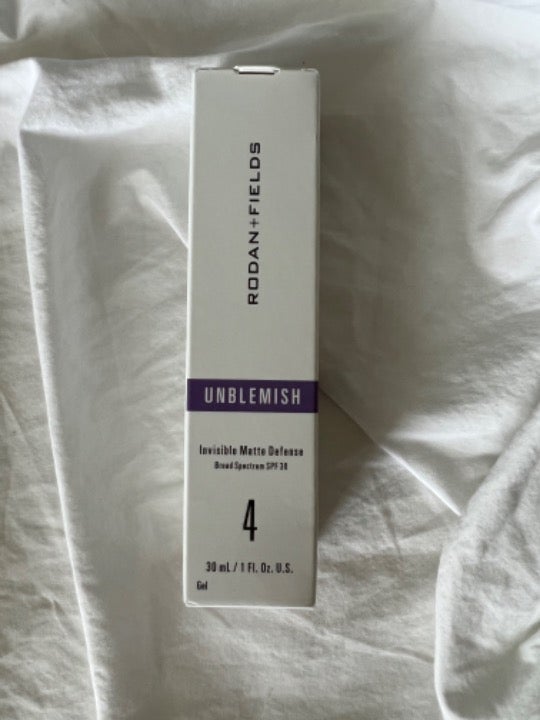 RODAN+FIELDS
UNBLEMISH
Invisible Matte Defense
Broad Spectrum SPF 30
4
30 mL / 1 Fl. Oz. U.S.
Gel